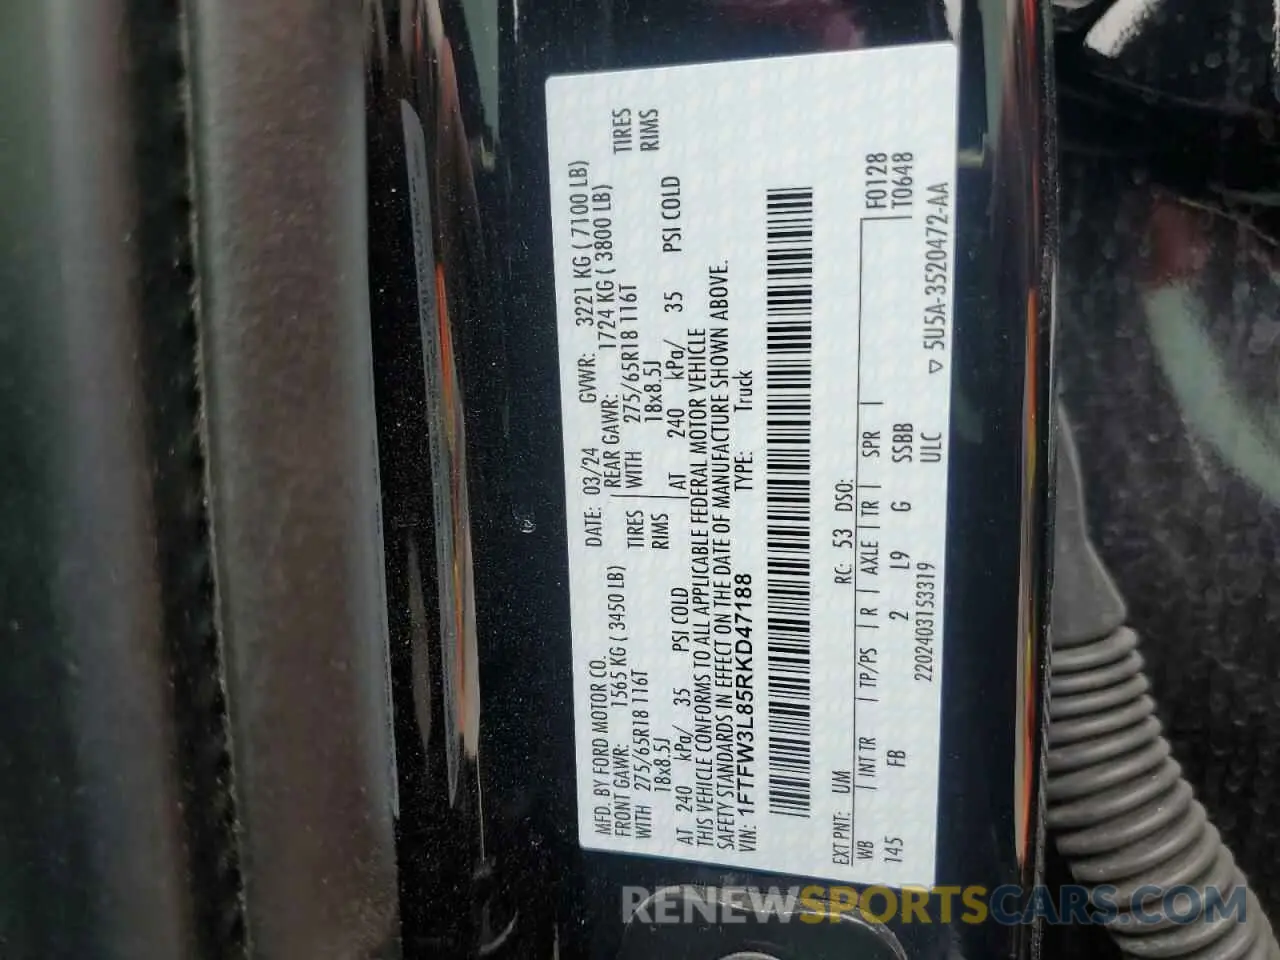 MFD. BY FORD MOTOR CO.
DATE: 03/24 GVWR: 3221 KG ( 7100 LB)
FRONT GAWR: 1565 KG ( 3450 LB) REAR GAWR: 1724 KG ( 3800 LB)
WITH 275/65R18 116T TIRES WITH 275/65R18 116T TIRES
18x8.5J RIMS 18x8.5J RIMS
AT 240 kPa/ 35 PSI COLD AT 240 kPa/ 35 PSI COLD
THIS VEHICLE CONFORMS TO ALL APPLICABLE FEDERAL MOTOR VEHICLE
SAFETY STANDARDS IN EFFECT ON THE DATE OF MANUFACTURE SHOWN ABOVE.
VIN: 1FTFW3L85RKD47188 TYPE: Truck
EXT PNT: UM RC: 53 DSO:
WB INT TR TP/PS R AXLE TR SPR F0128
145 FB 2 L9 G SSBB T0648
2202403153319 ULC ▽ 5U5A-3520472-AA
RENEWSPORTSCARS.COM